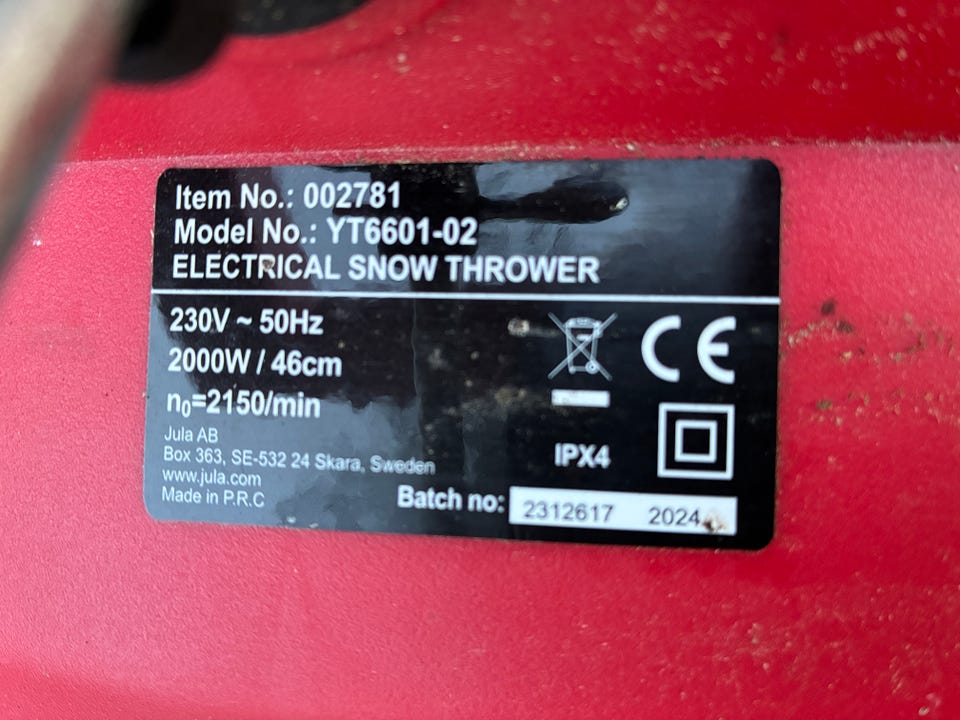 Item No.: 002781
Model No.: YT6601-02
ELECTRICAL SNOW THROWER
230V ~ 50Hz
2000W / 46cm
n₀=2150/min
Jula AB
Box 363, SE-532 24 Skara, Sweden
www.jula.com
Made in P.R.C
CE
IPX4
Batch no: 2312617 2024